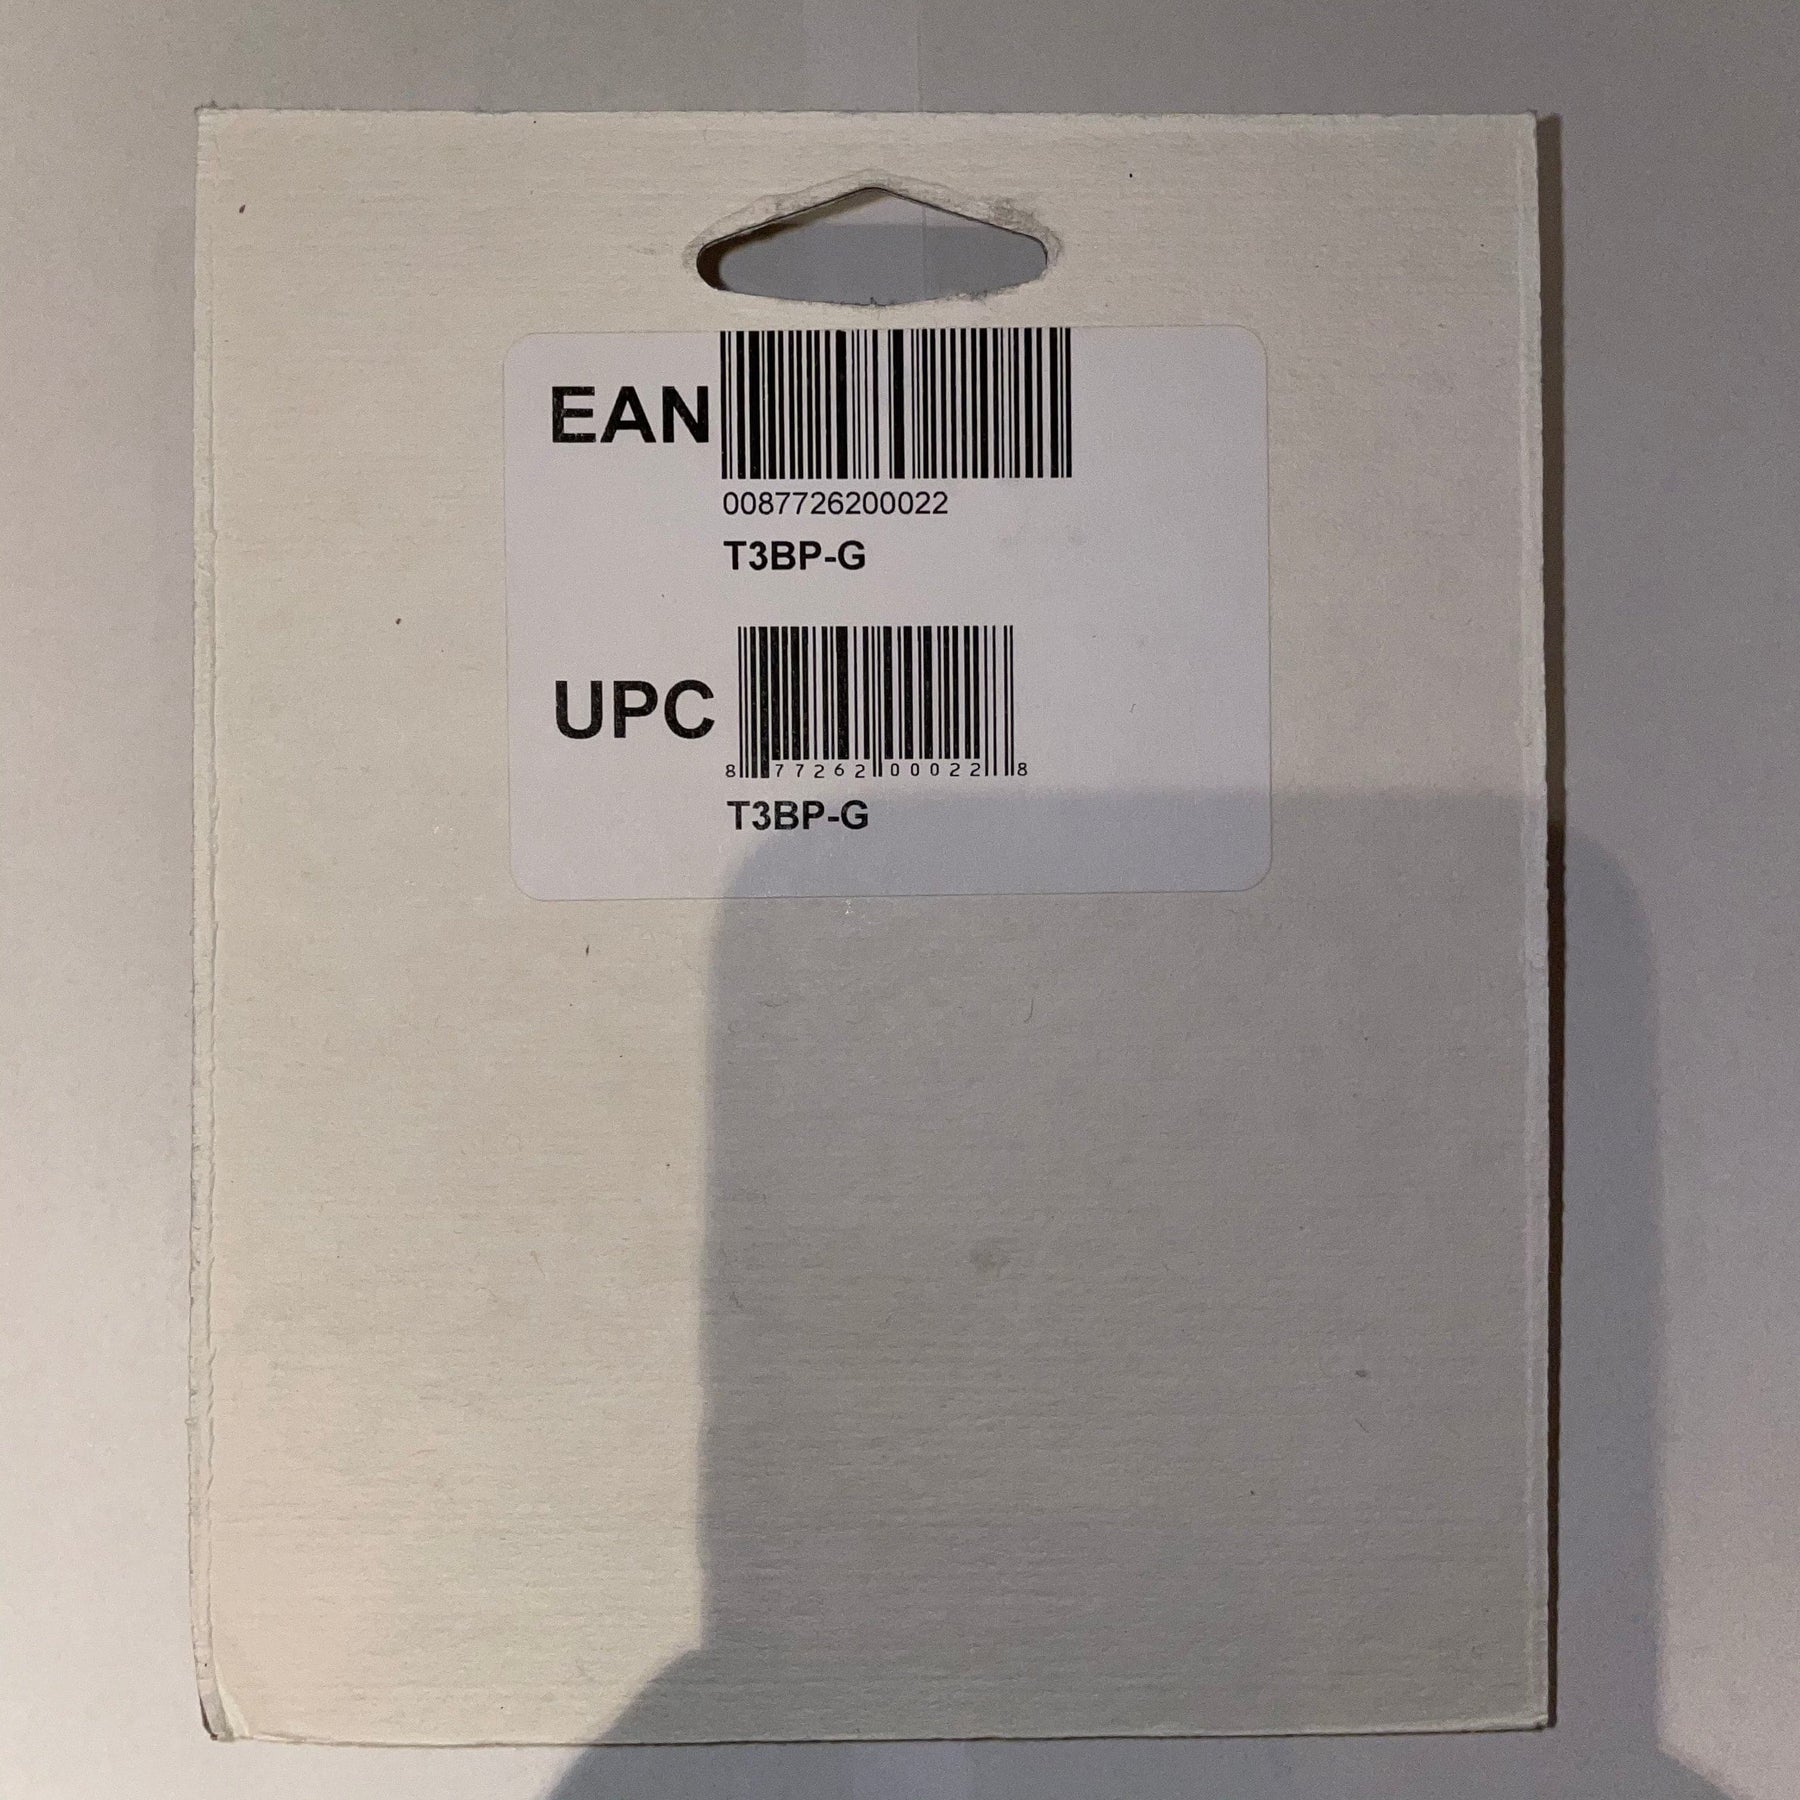 EAN
0087726200022
T3BP-G
UPC
8 77262 00022 8
T3BP-G